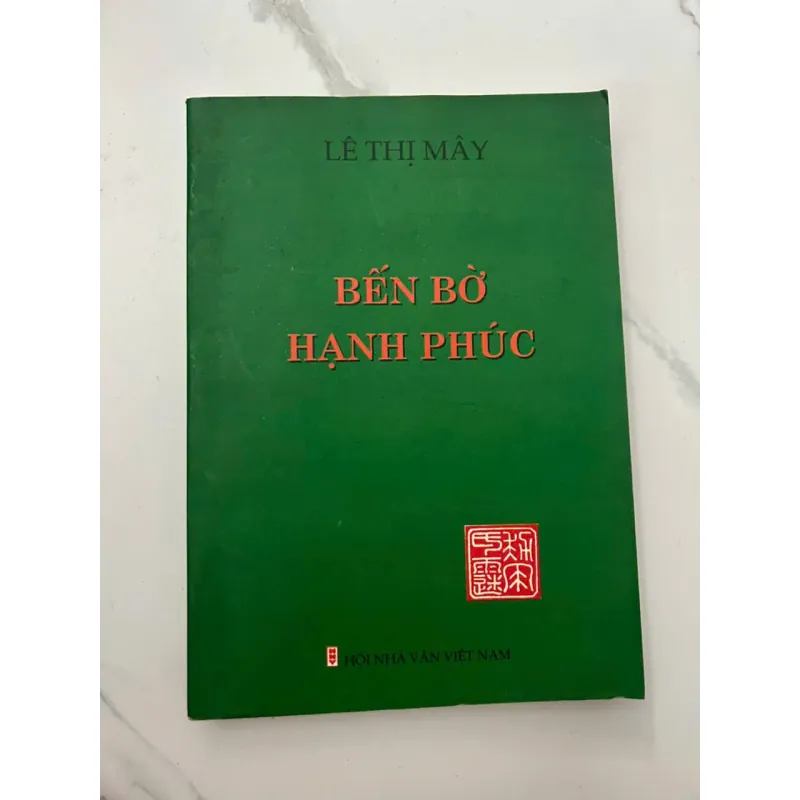 LÊ THỊ MÂY
BẾN BỜ
HẠNH PHÚC
HỘI NHÀ VĂN VIỆT NAM